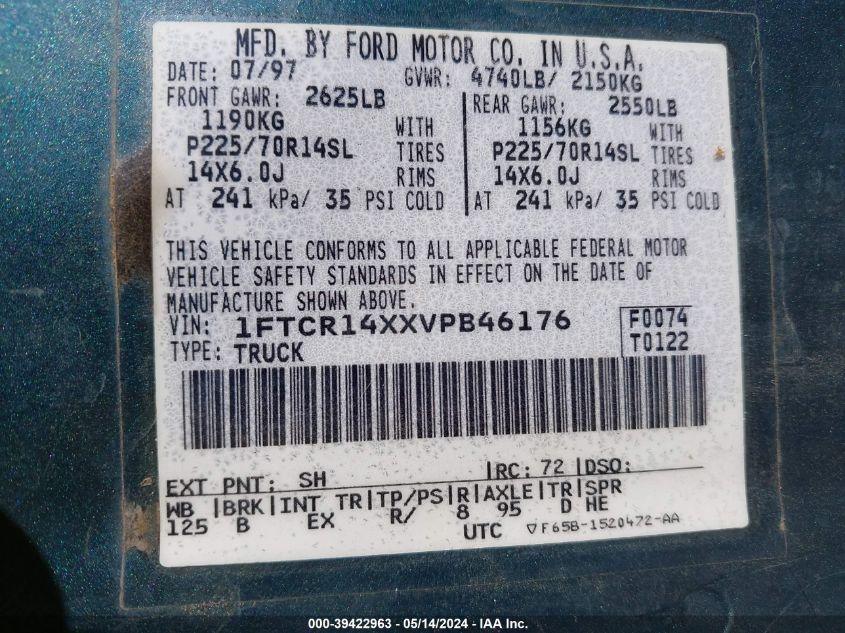 MFD. BY FORD MOTOR CO. IN U.S.A.
DATE: 07/97 GVWR: 4740LB/ 2150KG
FRONT GAWR: 2625LB REAR GAWR: 2550LB
1190KG WITH 1156KG WITH
P225/70R14SL TIRES P225/70R14SL TIRES
14X6.0J RIMS 14X6.0J RIMS
AT 241 kPa/ 35 PSI COLD AT 241 kPa/ 35 PSI COLD
THIS VEHICLE CONFORMS TO ALL APPLICABLE FEDERAL MOTOR
VEHICLE SAFETY STANDARDS IN EFFECT ON THE DATE OF
MANUFACTURE SHOWN ABOVE.
VIN: 1FTCR14XXVPB46176 F0074
TYPE: TRUCK T0122
EXT PNT: SH |RC: 72 |DSO:
WB |BRK|INT TR|TP/PS|R|AXLE|TR|SPR
125 B EX R/ 8 95 D HE
UTC ▽F65B-1520472-AA
000-39422963 - 05/14/2024 - www.iaai.com